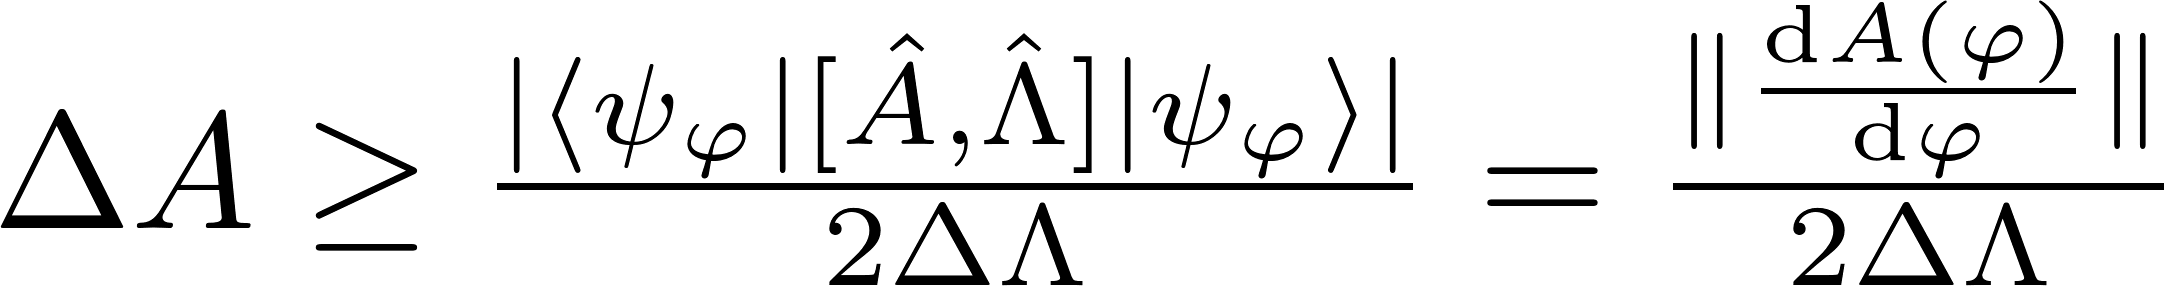 ΔA ≥ |⟨ψ_φ|[Â,Λ̂]|ψ_φ⟩| / 2ΔΛ = ‖ dA(φ)/dφ ‖ / 2ΔΛ